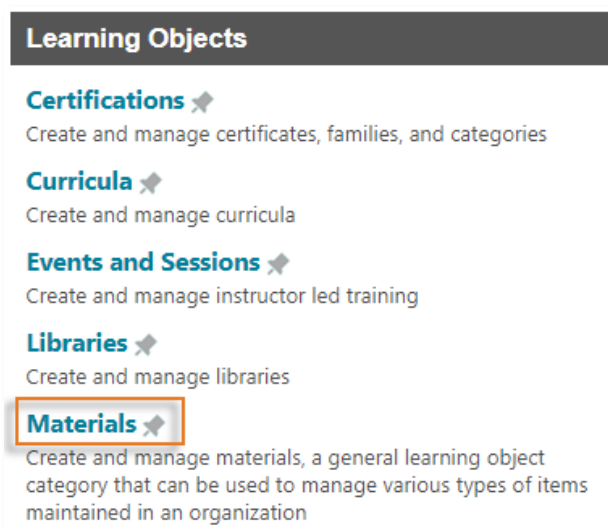 Learning Objects
Certifications
Create and manage certificates, families, and categories
Curricula
Create and manage curricula
Events and Sessions
Create and manage instructor led training
Libraries
Create and manage libraries
Materials
Create and manage materials, a general learning object
category that can be used to manage various types of items
maintained in an organization